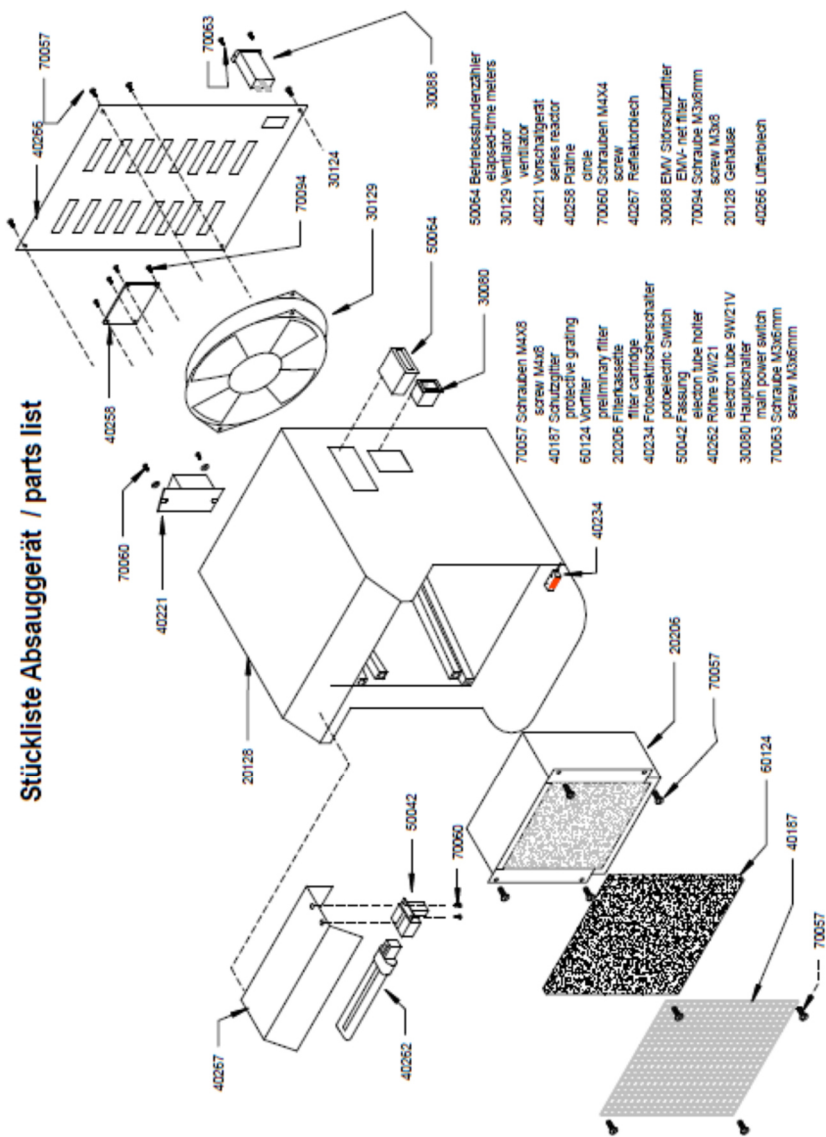 Stückliste Absauggerät / parts list
40266
70057
70063
30088
30124
40258
70094
30129
70060
40221
50064
30080
20128
40234
40267
50042
70060
40262
20206
70057
60124
40187
70057
70057 Schrauben M4X8
screw M4x8
40187 Schutzgitter
protective grating
60124 Vorfilter
preliminary filter
20206 Filterkassette
filter cartridge
40234 Fotoelektrischerschalter
potoelectric Switch
50042 Fassung
electon tube holter
40262 Röhre 9W/21
electron tube 9W/21V
30080 Hauptschalter
main power switch
70063 Schraube M3x6mm
screw M3x6mm
50064 Betriebsstundenzähler
elapsed-time meters
30129 Ventilator
ventilator
40221 Vorschaltgerät
series reactor
40258 Platine
70060 Schrauben M4X4
screw
40267 Reflektorblech
30088 EMV Störschutzfilter
EMV- net filter
70094 Schraube M3x8mm
screw M3x8
20128 Gehäuse
40266 Lüfterblech